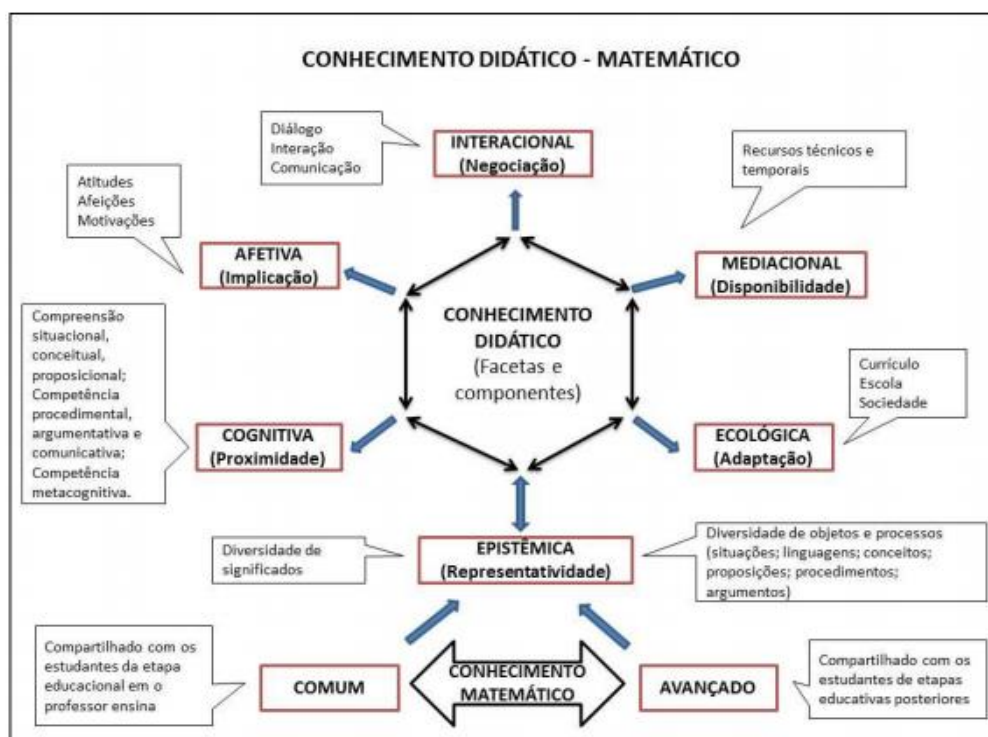 CONHECIMENTO DIDÁTICO - MATEMÁTICO
Diálogo
Interação
Comunicação
INTERACIONAL
(Negociação)
Recursos técnicos e
temporais
Atitudes
Afeições
Motivações
AFETIVA
(Implicação)
MEDIACIONAL
(Disponibilidade)
CONHECIMENTO
DIDÁTICO
(Facetas e
componentes)
Compreensão
situacional,
conceitual,
proposicional;
Competência
procedimental,
argumentativa e
comunicativa;
Competência
metacognitiva.
Currículo
Escola
Sociedade
COGNITIVA
(Proximidade)
ECOLÓGICA
(Adaptação)
Diversidade de
significados
EPISTÊMICA
(Representatividade)
Diversidade de objetos e processos
(situações; linguagens; conceitos;
proposições; procedimentos;
argumentos)
Compartilhado com os
estudantes da etapa
educacional em o
professor ensina
COMUM
CONHECIMENTO
MATEMÁTICO
AVANÇADO
Compartilhado com os
estudantes de etapas
educativas posteriores